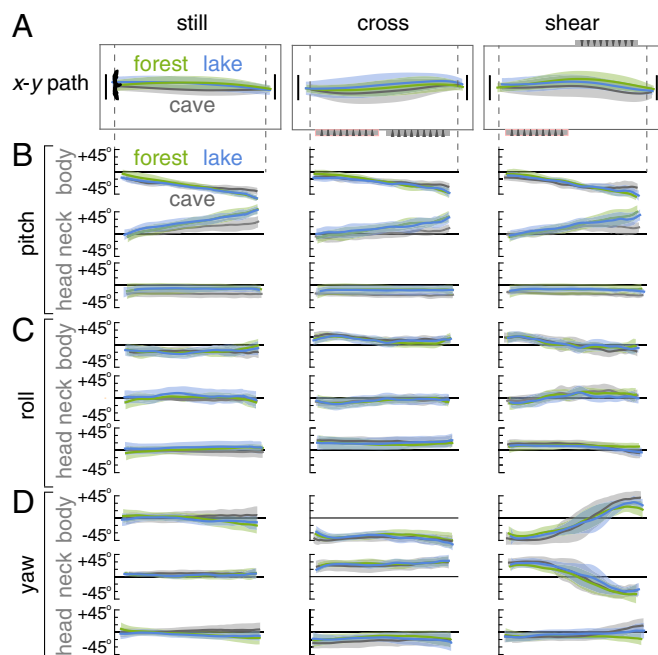 still cross shear
A
x-y path
forest lake
cave
B
pitch
body +45° -45° forest lake
cave
neck +45° -45°
head +45° -45°
C
roll
body +45° -45°
neck +45° -45°
head +45° -45°
D
yaw
body +45° -45°
neck +45° -45°
head +45° -45°